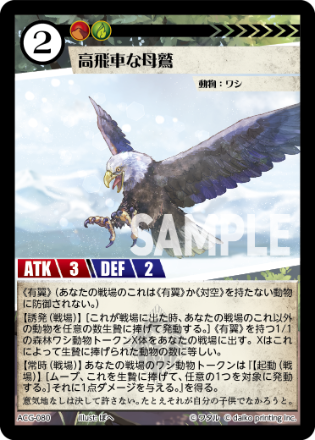 2
高飛車な母鷲
動物：ワシ
SAMPLE
ATK 3 DEF 2
《有翼》（あなたの戦場のこれは《有翼》か《対空》を持たない動物
に防御されない。）
【誘発（戦場）】［これが戦場に出た時、あなたの戦場のこれ以外
の動物を任意の数生贄に捧げて発動する。］《有翼》を持つ1/1
の森林ワシ動物トークンX体をあなたの戦場に出す。Xはこれ
によって生贄に捧げられた動物の数に等しい。
【常時（戦場）】あなたの戦場のワシ動物トークンは「【起動（戦
場）】［ムーブ、これを生贄に捧げて、任意の1つを対象に発動
する。］それに1点ダメージを与える。」を得る。
意気地なしは決して許さない。たとえそれが自分の子供でなかろうと。
ACG-080
© daiko printing inc.